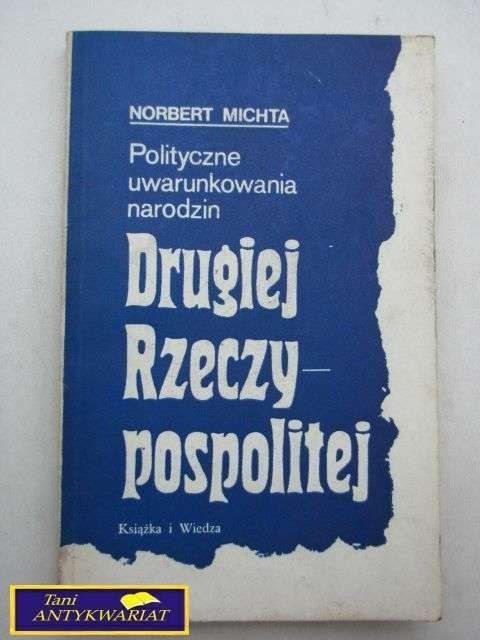 NORBERT MICHTA
Polityczne
uwarunkowania
narodzin
Drugiej
Rzeczy-
pospolitej
Książka i Wiedza
Tani
ANTYKWARIAT